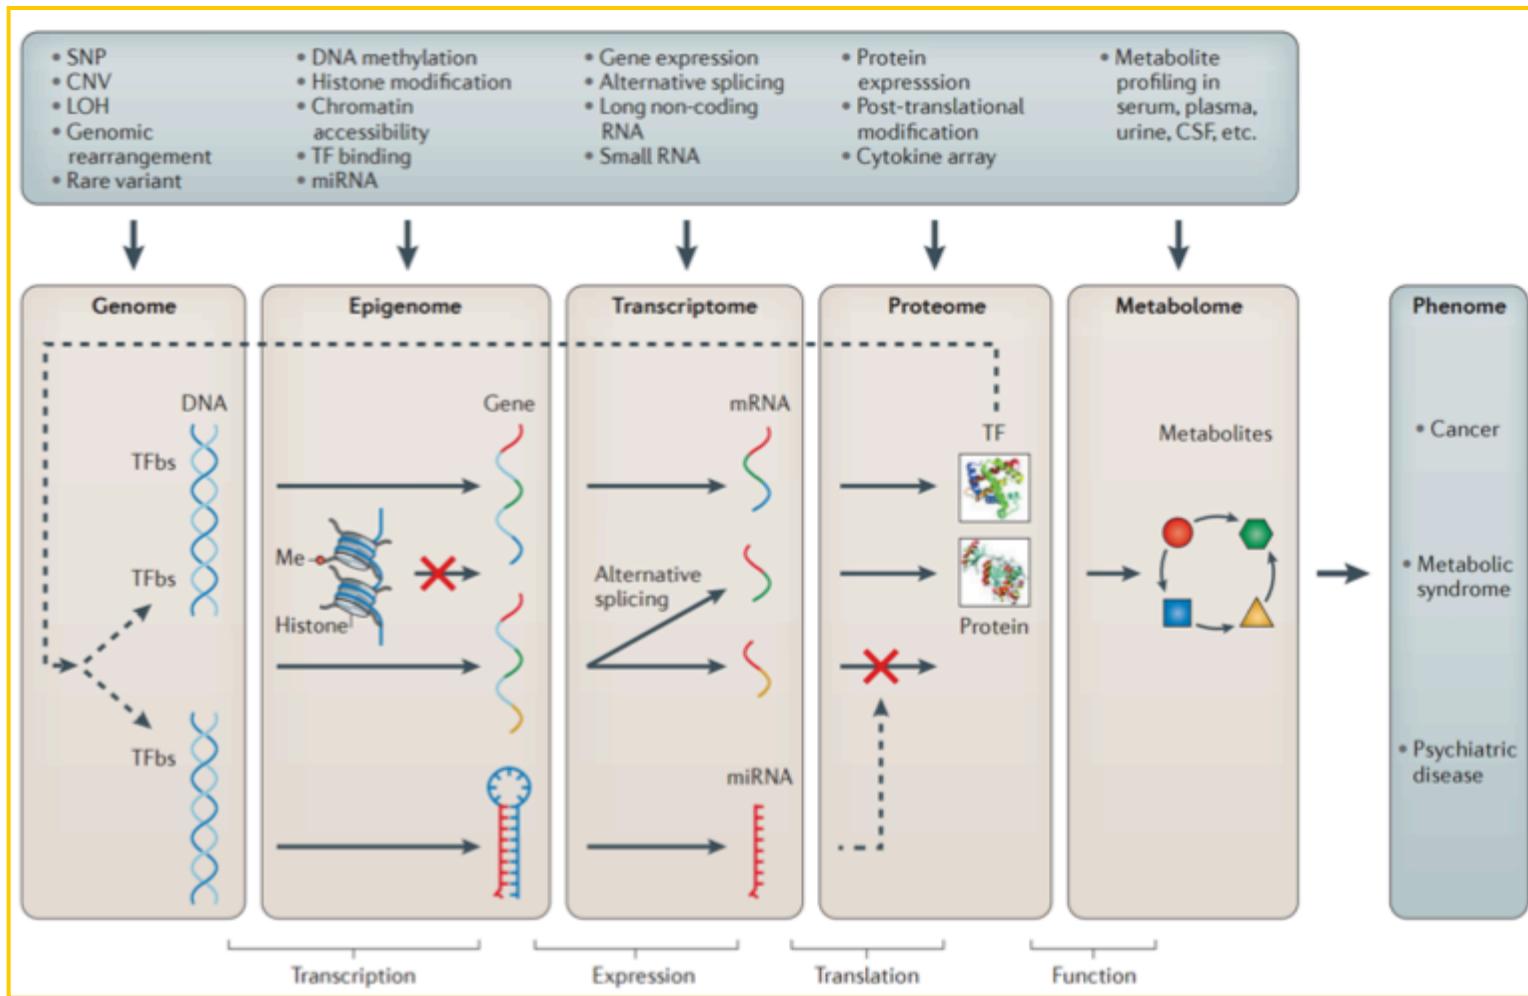 • SNP
• CNV
• LOH
• Genomic
rearrangement
• Rare variant
• DNA methylation
• Histone modification
• Chromatin
accessibility
• TF binding
• miRNA
• Gene expression
• Alternative splicing
• Long non-coding
RNA
• Small RNA
• Protein
expresssion
• Post-translational
modification
• Cytokine array
• Metabolite
profiling in
serum, plasma,
urine, CSF, etc.
Genome
DNA
TFbs
TFbs
TFbs
Epigenome
Gene
Me
Histone
Transcriptome
mRNA
Alternative
splicing
miRNA
Proteome
TF
Protein
Metabolome
Metabolites
Phenome
• Cancer
• Metabolic
syndrome
• Psychiatric
disease
Transcription
Expression
Translation
Function